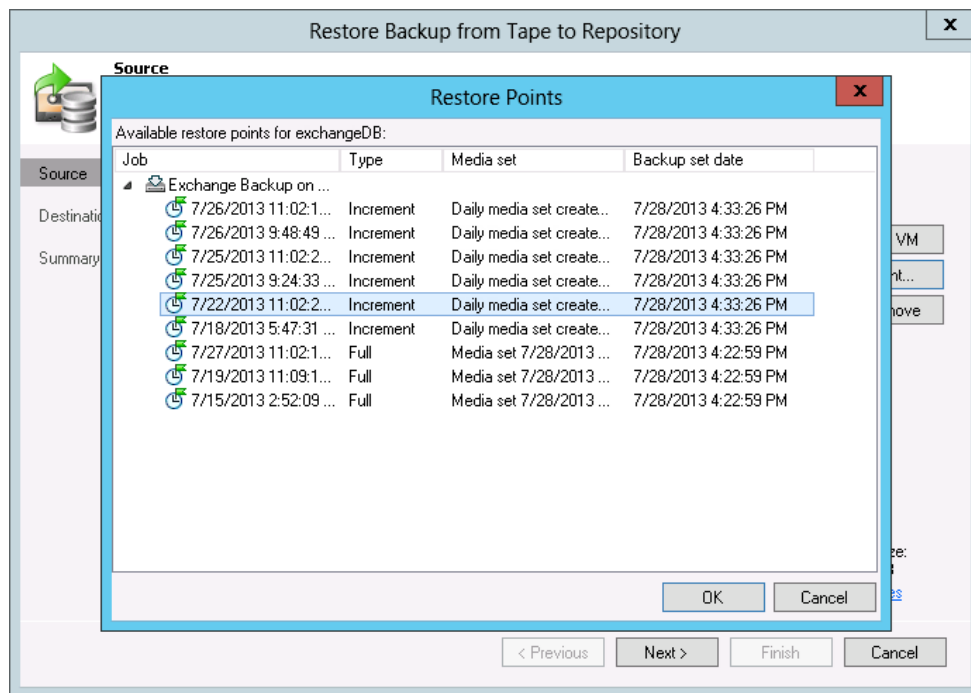 Restore Backup from Tape to Repository
x
Source
Restore Points
x
Available restore points for exchangeDB:
Job Type Media set Backup set date
Exchange Backup on ...
7/26/2013 11:02:1... Increment Daily media set create... 7/28/2013 4:33:26 PM
7/26/2013 9:48:49 ... Increment Daily media set create... 7/28/2013 4:33:26 PM
7/25/2013 11:02:2... Increment Daily media set create... 7/28/2013 4:33:26 PM
7/25/2013 9:24:33 ... Increment Daily media set create... 7/28/2013 4:33:26 PM
7/22/2013 11:02:2... Increment Daily media set create... 7/28/2013 4:33:26 PM
7/18/2013 5:47:31 ... Increment Daily media set create... 7/28/2013 4:33:26 PM
7/27/2013 11:02:1... Full Media set 7/28/2013 ... 7/28/2013 4:22:59 PM
7/19/2013 11:09:1... Full Media set 7/28/2013 ... 7/28/2013 4:22:59 PM
7/15/2013 2:52:09 ... Full Media set 7/28/2013 ... 7/28/2013 4:22:59 PM
OK Cancel
Source
Destinatio
Summary
VM
nt...
nove
ze:
es
< Previous Next > Finish Cancel